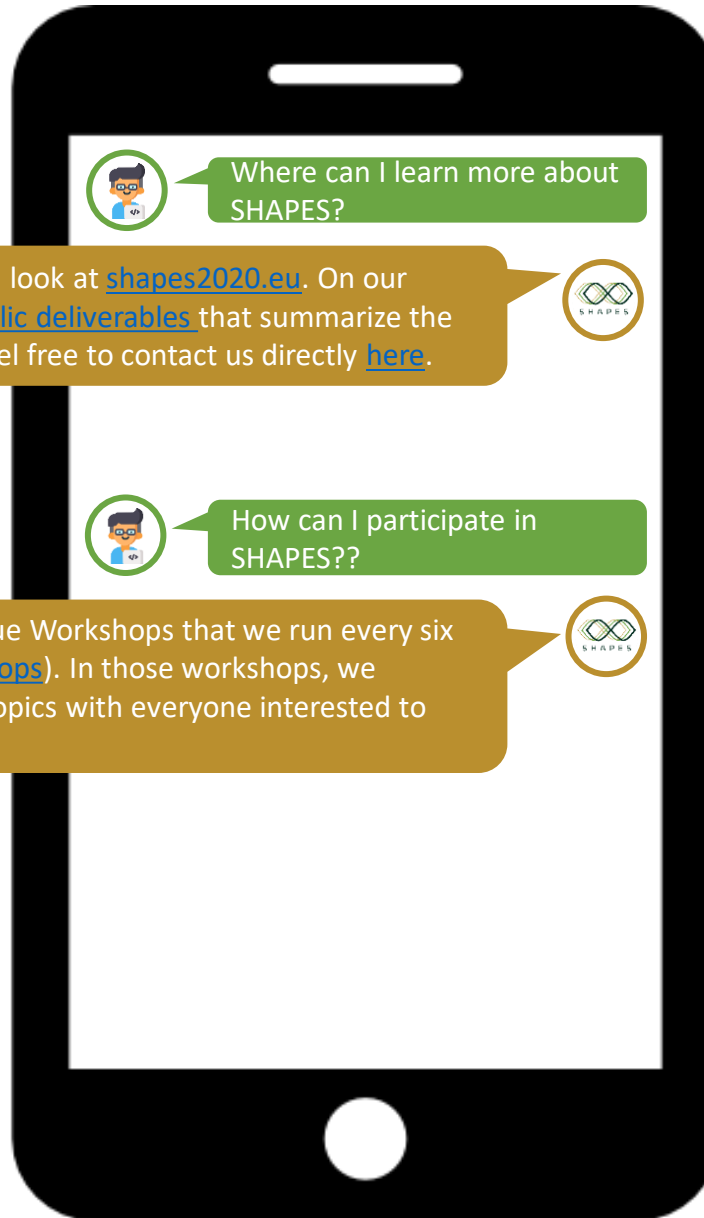 Where can I learn more about
SHAPES?
look at shapes2020.eu. On our
lic deliverables that summarize the
el free to contact us directly here.
SHAPES
How can I participate in
SHAPES??
ue Workshops that we run every six
ops). In those workshops, we
opics with everyone interested to
SHAPES